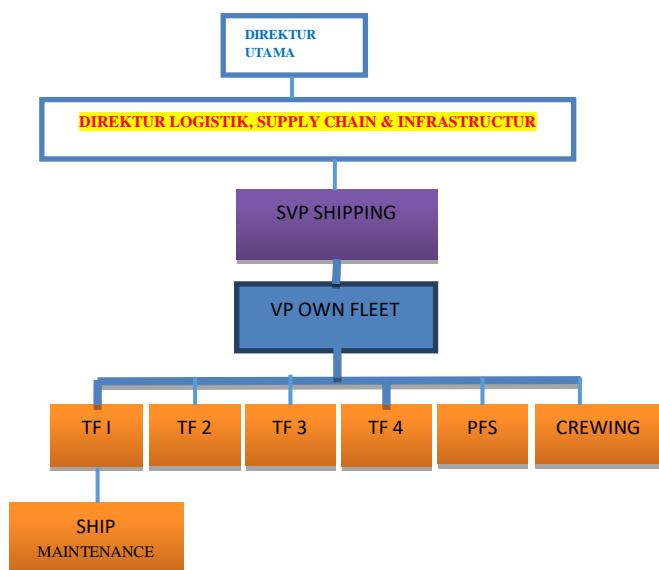 DIREKTUR
UTAMA
DIREKTUR LOGISTIK, SUPPLY CHAIN & INFRASTRUCTUR
SVP SHIPPING
VP OWN FLEET
TF I
TF 2
TF 3
TF 4
PFS
CREWING
SHIP
MAINTENANCE